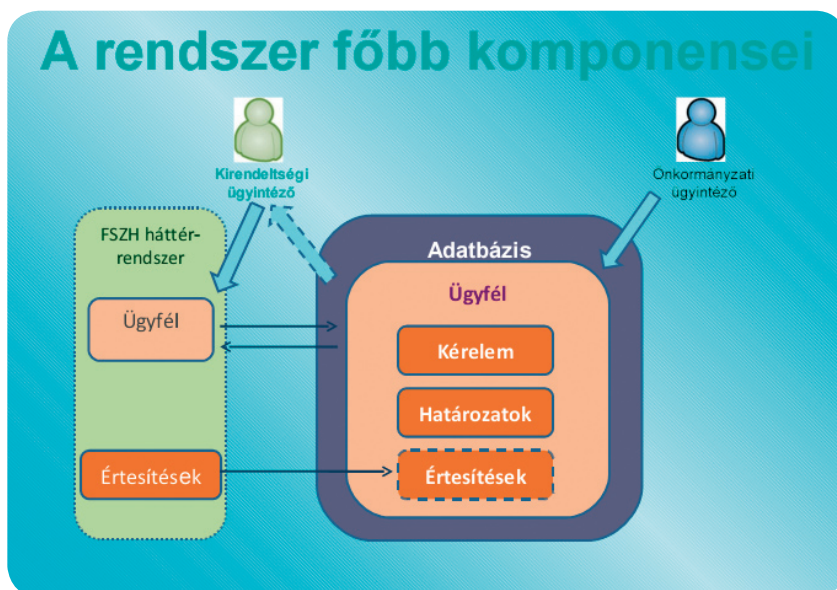 A rendszer főbb komponensei
Kirendeltségi
ügyintéző
Önkormányzati
ügyintéző
FSZH háttér-
rendszer
Ügyfél
Értesítések
Adatbázis
Ügyfél
Kérelem
Határozatok
Értesítések